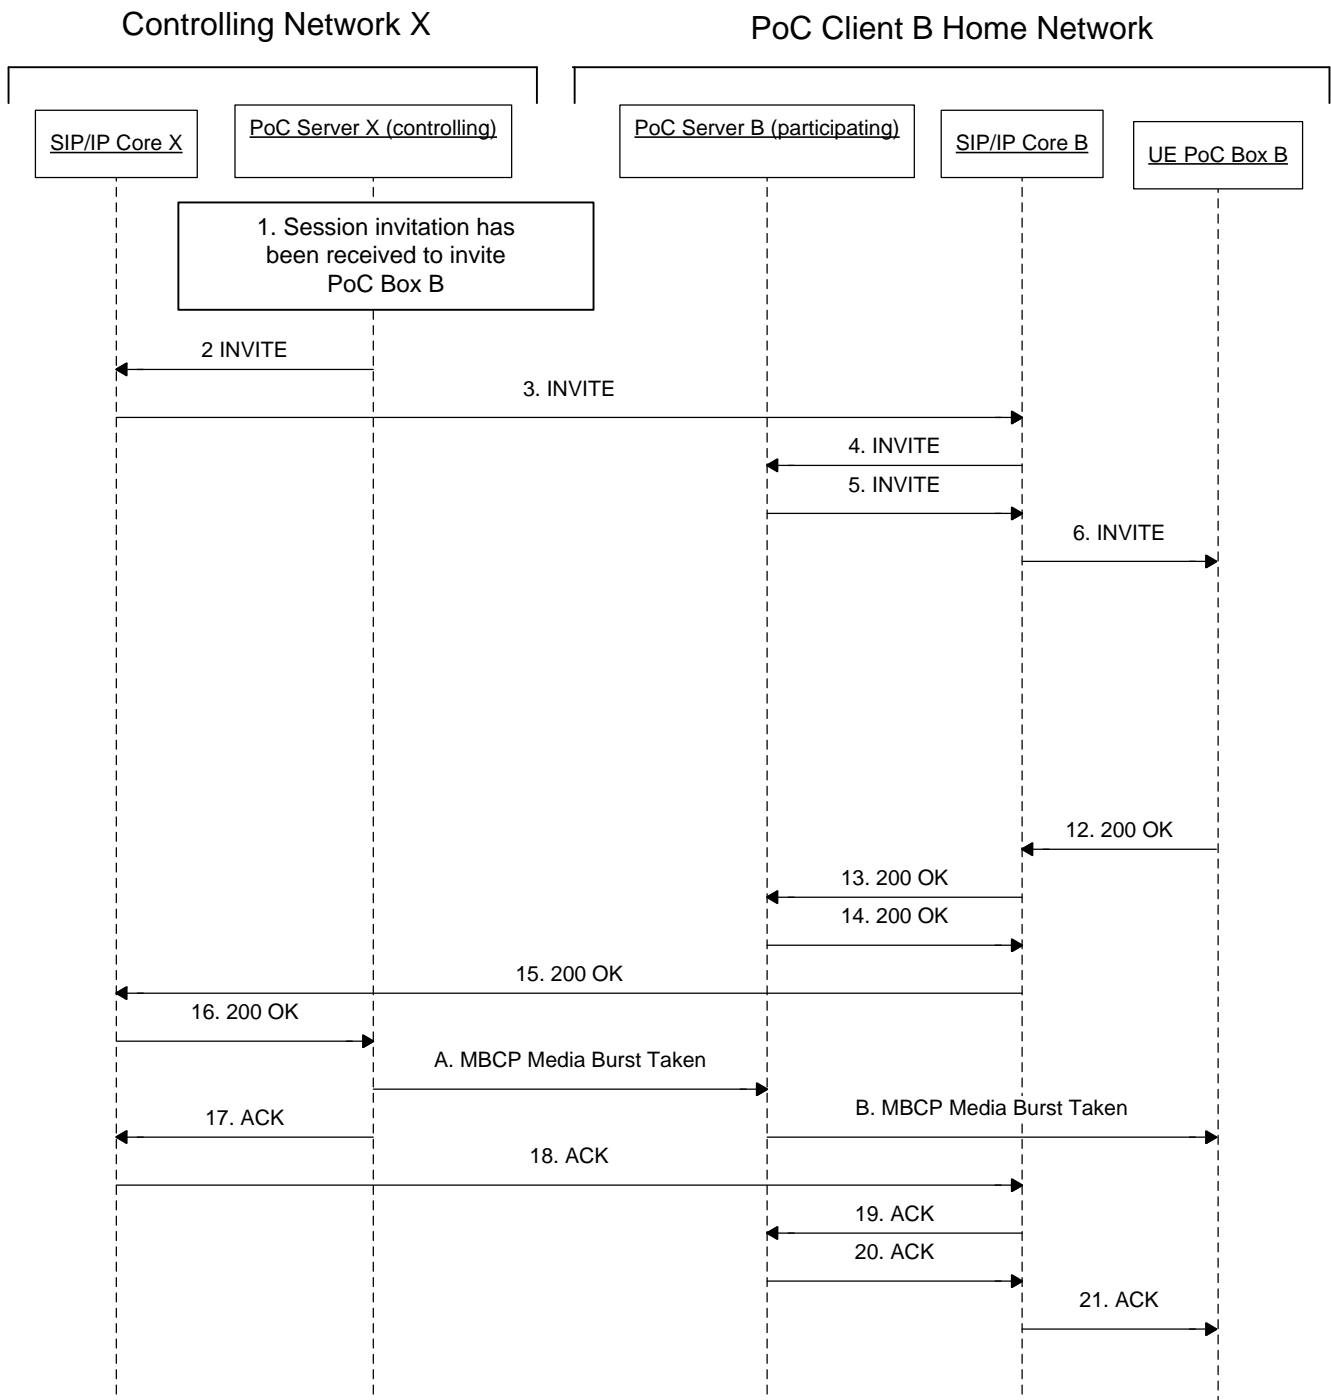 Controlling Network X
PoC Client B Home Network
SIP/IP Core X
PoC Server X (controlling)
PoC Server B (participating)
SIP/IP Core B
UE PoC Box B
1. Session invitation has
been received to invite
PoC Box B
2 INVITE
3. INVITE
4. INVITE
5. INVITE
6. INVITE
12. 200 OK
13. 200 OK
14. 200 OK
15. 200 OK
16. 200 OK
A. MBCP Media Burst Taken
B. MBCP Media Burst Taken
17. ACK
18. ACK
19. ACK
20. ACK
21. ACK